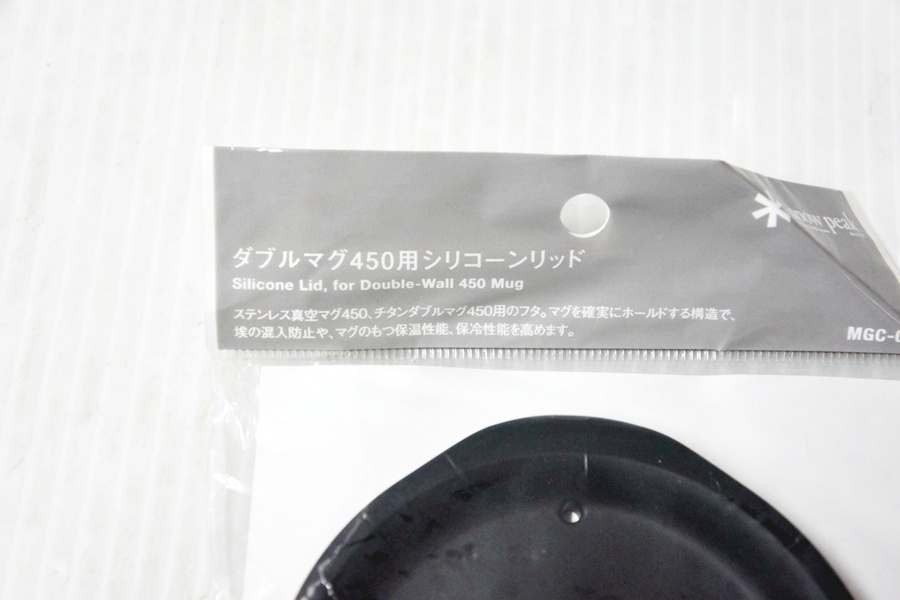 snow peak
ダブルマグ450用シリコーンリッド
Silicone Lid, for Double-Wall 450 Mug
ステンレス真空マグ450、チタンダブルマグ450用のフタ。マグを確実にホールドする構造で、
埃の混入防止や、マグのもつ保温性能、保冷性能を高めます。
MGC-